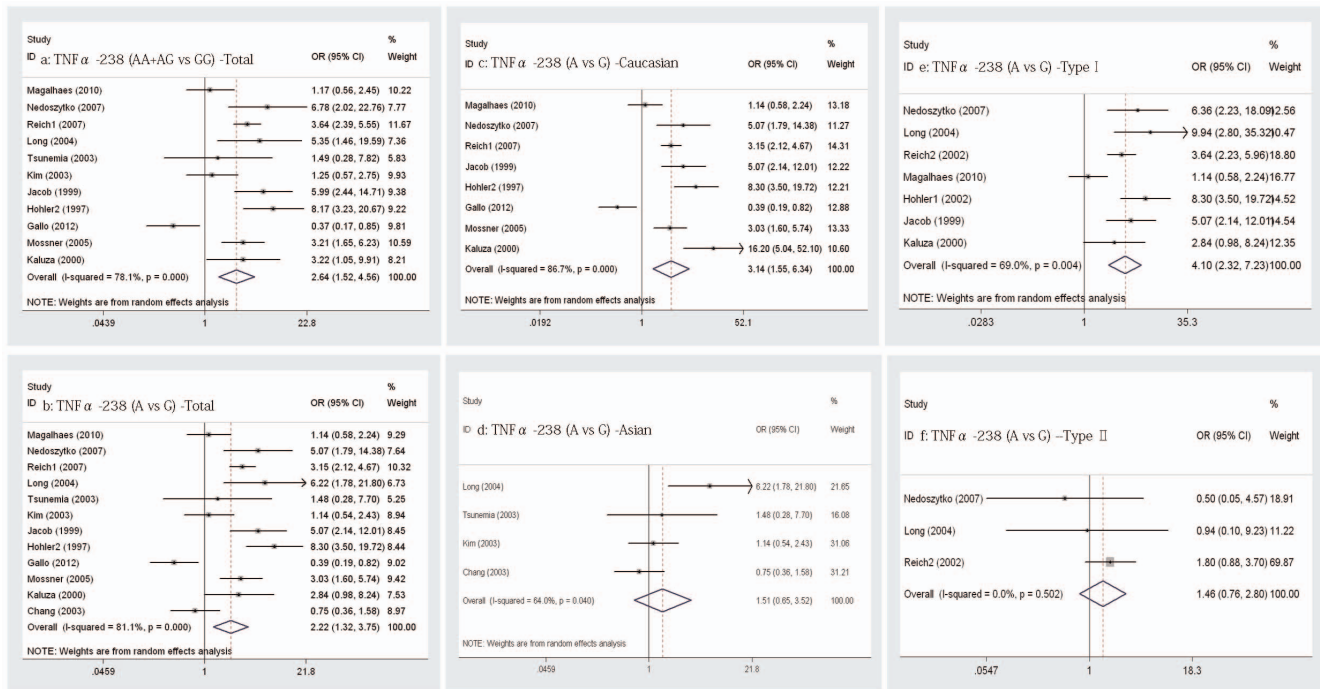 Study %
ID a: TNFα -238 (AA+AG vs GG) -Total OR (95% CI) Weight
Magalhaes (2010) 1.17 (0.56, 2.45) 10.22
Nedoszytko (2007) 6.78 (2.02, 22.76) 7.77
Reich1 (2007) 3.64 (2.39, 5.55) 11.67
Long (2004) 5.35 (1.46, 19.59) 7.36
Tsunemia (2003) 1.49 (0.28, 7.82) 5.83
Kim (2003) 1.25 (0.57, 2.75) 9.93
Jacob (1999) 5.99 (2.44, 14.71) 9.38
Hohler2 (1997) 8.17 (3.23, 20.67) 9.22
Gallo (2012) 0.37 (0.17, 0.85) 9.81
Mossner (2005) 3.21 (1.65, 6.23) 10.59
Kaluza (2000) 3.22 (1.05, 9.91) 8.21
Overall (I-squared = 78.1%, p = 0.000) 2.64 (1.52, 4.56) 100.00
NOTE: Weights are from random effects analysis
.0439 1 22.8
Study %
ID c: TNFα -238 (A vs G) -Caucasian OR (95% CI) Weight
Magalhaes (2010) 1.14 (0.58, 2.24) 13.18
Nedoszytko (2007) 5.07 (1.79, 14.38) 11.27
Reich1 (2007) 3.15 (2.12, 4.67) 14.31
Jacob (1999) 5.07 (2.14, 12.01) 12.22
Hohler2 (1997) 8.30 (3.50, 19.72) 12.21
Gallo (2012) 0.39 (0.19, 0.82) 12.88
Mossner (2005) 3.03 (1.60, 5.74) 13.33
Kaluza (2000) 16.20 (5.04, 52.10) 10.60
Overall (I-squared = 86.7%, p = 0.000) 3.14 (1.55, 6.34) 100.00
NOTE: Weights are from random effects analysis
.0192 1 52.1
Study %
ID e: TNFα -238 (A vs G) -Type I OR (95% CI) Weight
Nedoszytko (2007) 6.36 (2.23, 18.09)12.56
Long (2004) 9.94 (2.80, 35.32)10.47
Reich2 (2002) 3.64 (2.23, 5.96)18.80
Magalhaes (2010) 1.14 (0.58, 2.24)16.77
Hohler1 (2002) 8.30 (3.50, 19.72)14.52
Jacob (1999) 5.07 (2.14, 12.01)14.54
Kaluza (2000) 2.84 (0.98, 8.24)12.35
Overall (I-squared = 69.0%, p = 0.004) 4.10 (2.32, 7.23)100.00
NOTE: Weights are from random effects analysis
.0283 1 35.3
Study %
ID b: TNFα -238 (A vs G) -Total OR (95% CI) Weight
Magalhaes (2010) 1.14 (0.58, 2.24) 9.29
Nedoszytko (2007) 5.07 (1.79, 14.38) 7.64
Reich1 (2007) 3.15 (2.12, 4.67) 10.32
Long (2004) 6.22 (1.78, 21.80) 6.73
Tsunemia (2003) 1.48 (0.28, 7.70) 5.25
Kim (2003) 1.14 (0.54, 2.43) 8.94
Jacob (1999) 5.07 (2.14, 12.01) 8.45
Hohler2 (1997) 8.30 (3.50, 19.72) 8.44
Gallo (2012) 0.39 (0.19, 0.82) 9.02
Mossner (2005) 3.03 (1.60, 5.74) 9.42
Kaluza (2000) 2.84 (0.98, 8.24) 7.53
Chang (2003) 0.75 (0.36, 1.58) 8.97
Overall (I-squared = 81.1%, p = 0.000) 2.22 (1.32, 3.75) 100.00
NOTE: Weights are from random effects analysis
.0459 1 21.8
Study %
ID d: TNFα -238 (A vs G) -Asian OR (95% CI) Weight
Long (2004) 6.22 (1.78, 21.80) 21.65
Tsunemia (2003) 1.48 (0.28, 7.70) 16.08
Kim (2003) 1.14 (0.54, 2.43) 31.06
Chang (2003) 0.75 (0.36, 1.58) 31.21
Overall (I-squared = 64.0%, p = 0.040) 1.51 (0.65, 3.52) 100.00
NOTE: Weights are from random effects analysis
.0459 1 21.8
Study %
ID f: TNFα -238 (A vs G) –Type Ⅱ OR (95% CI) Weight
Nedoszytko (2007) 0.50 (0.05, 4.57) 18.91
Long (2004) 0.94 (0.10, 9.23) 11.22
Reich2 (2002) 1.80 (0.88, 3.70) 69.87
Overall (I-squared = 0.0%, p = 0.502) 1.46 (0.76, 2.80) 100.00
.0547 1 18.3